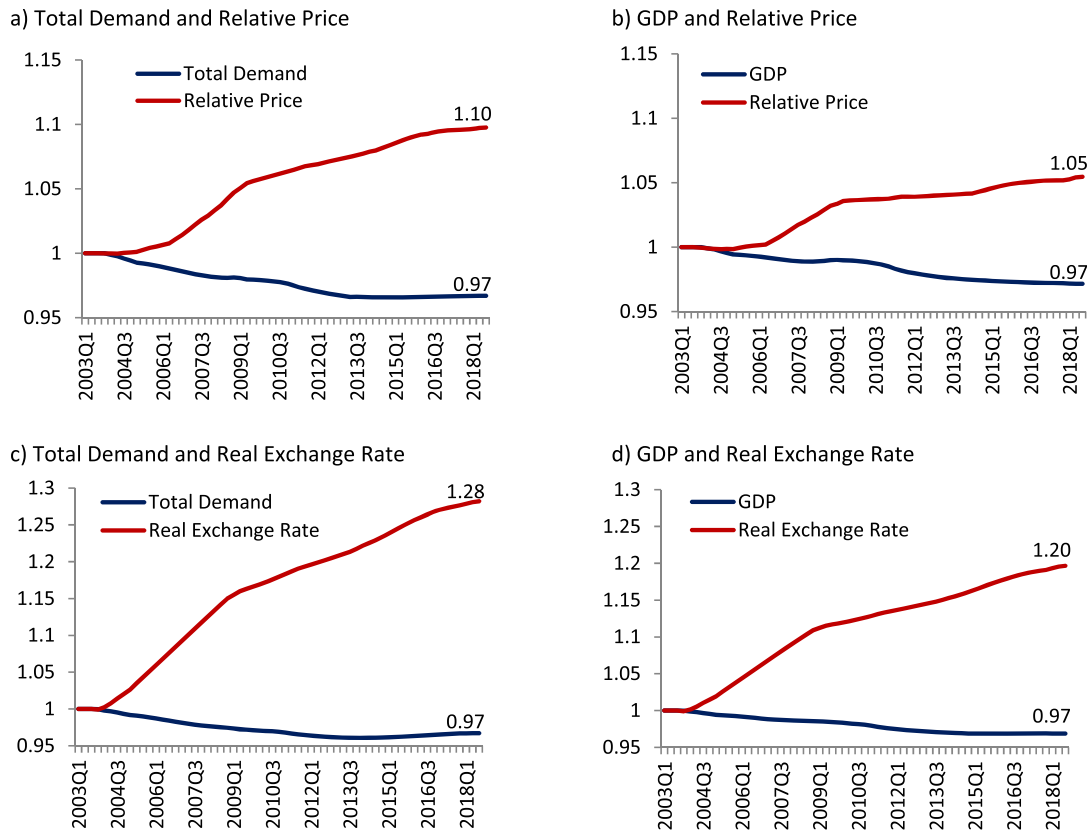 a) Total Demand and Relative Price
1.15
1.1
1.05
1
0.95
Total Demand
Relative Price
1.10
0.97
2003Q1
2004Q3
2006Q1
2007Q3
2009Q1
2010Q3
2012Q1
2013Q3
2015Q1
2016Q3
2018Q1
b) GDP and Relative Price
1.15
1.1
1.05
1
0.95
GDP
Relative Price
1.05
0.97
2003Q1
2004Q3
2006Q1
2007Q3
2009Q1
2010Q3
2012Q1
2013Q3
2015Q1
2016Q3
2018Q1
c) Total Demand and Real Exchange Rate
1.3
1.25
1.2
1.15
1.1
1.05
1
0.95
Total Demand
Real Exchange Rate
1.28
0.97
2003Q1
2004Q3
2006Q1
2007Q3
2009Q1
2010Q3
2012Q1
2013Q3
2015Q1
2016Q3
2018Q1
d) GDP and Real Exchange Rate
1.3
1.25
1.2
1.15
1.1
1.05
1
0.95
GDP
Real Exchange Rate
1.20
0.97
2003Q1
2004Q3
2006Q1
2007Q3
2009Q1
2010Q3
2012Q1
2013Q3
2015Q1
2016Q3
2018Q1